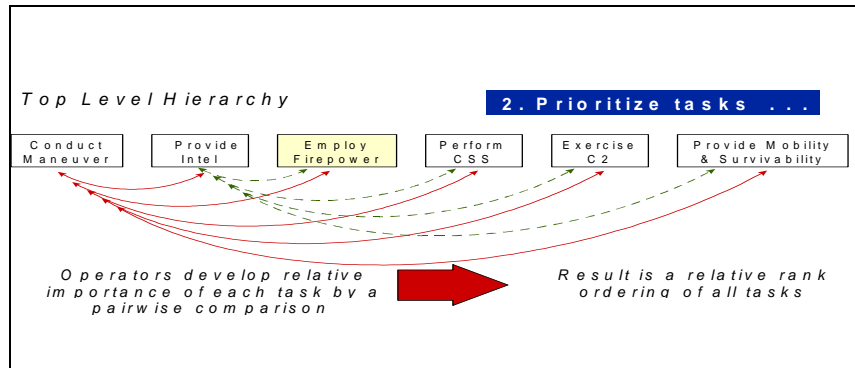 Top Level Hierarchy
2. Prioritize tasks ...
Conduct
Maneuver
Provide
Intel
Employ
Firepower
Perform
CSS
Exercise
C2
Provide Mobility
& Survivability
Operators develop relative
importance of each task by a
pairwise comparison
Result is a relative rank
ordering of all tasks